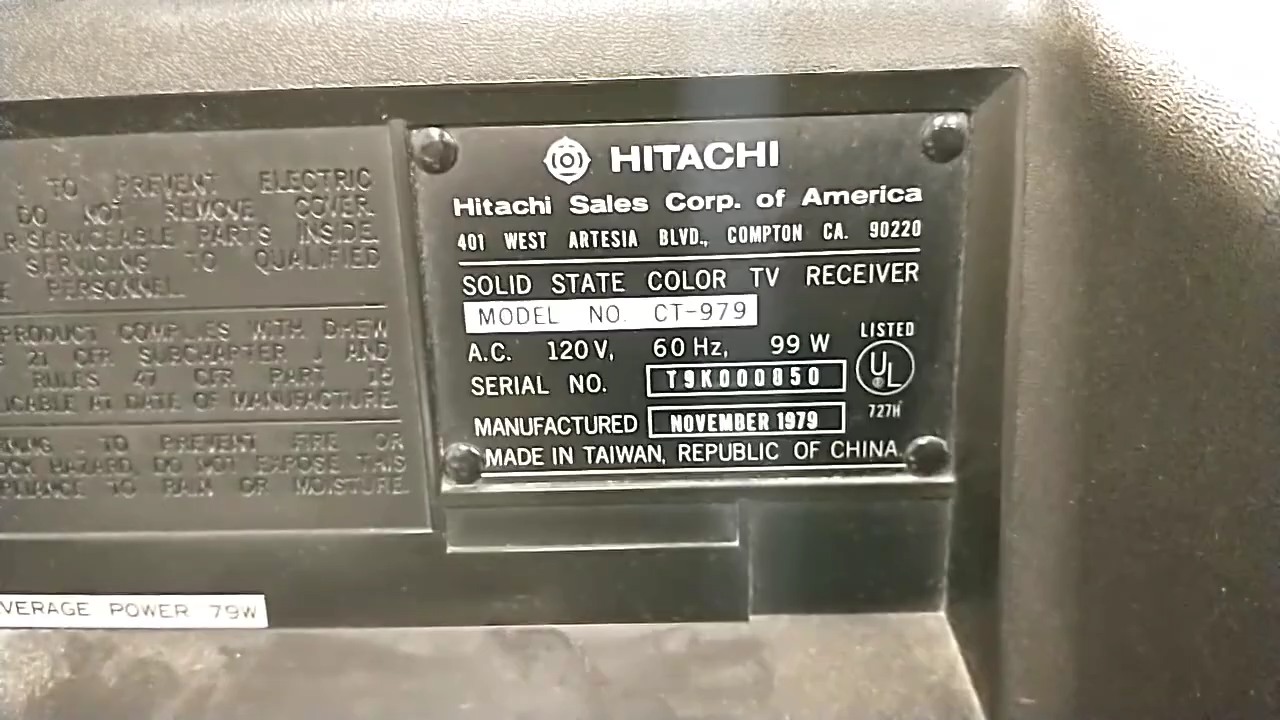 TO PREVENT ELECTRIC
DO NOT REMOVE COVER.
SERVICEABLE PARTS INSIDE.
SERVICING TO QUALIFIED
PERSONNEL.
PRODUCT COMPLIES WITH DHEW
21 CFR SUBCHAPTER J AND
RULES 47 CFR PART 15
AT DATE OF MANUFACTURE.
TO PREVENT FIRE OR
HAZARD, DO NOT EXPOSE THIS
TO RAIN OR MOISTURE.
VERAGE POWER 79W
HITACHI
Hitachi Sales Corp. of America
401 WEST ARTESIA BLVD., COMPTON CA. 90220
SOLID STATE COLOR TV RECEIVER
MODEL NO. CT-979
A.C. 120V, 60Hz, 99W
SERIAL NO. T9K000850
MANUFACTURED NOVEMBER 1979
MADE IN TAIWAN, REPUBLIC OF CHINA.
LISTED
UL
727H